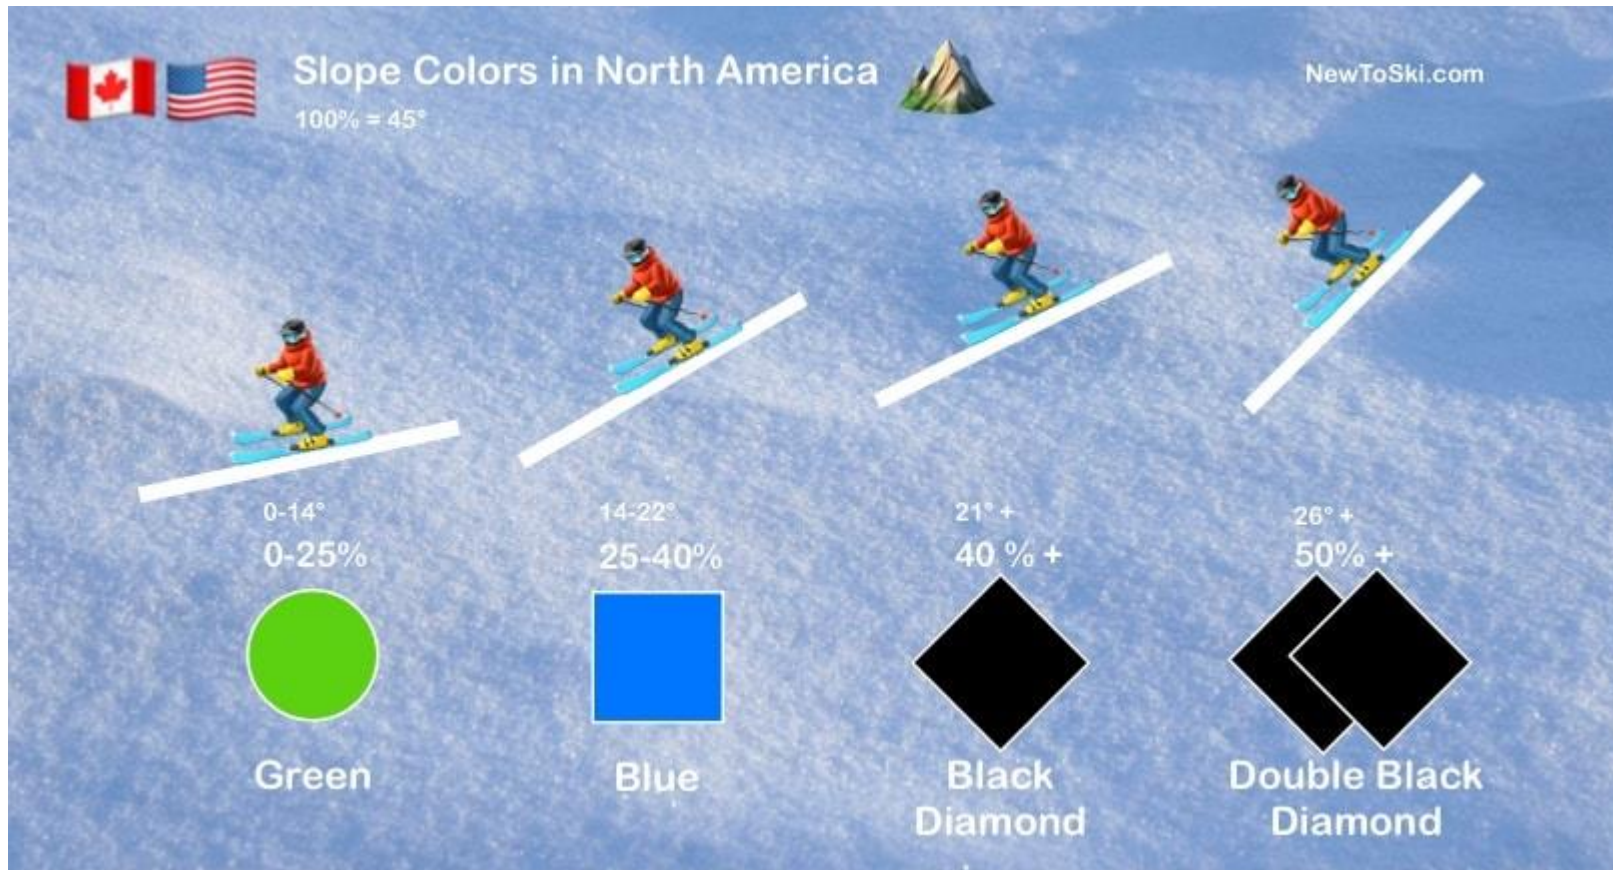 Slope Colors in North America
NewToSki.com
100% = 45°
0-14°
0-25%
Green
14-22°
25-40%
Blue
21° +
40 % +
Black
Diamond
26° +
50% +
Double Black
Diamond